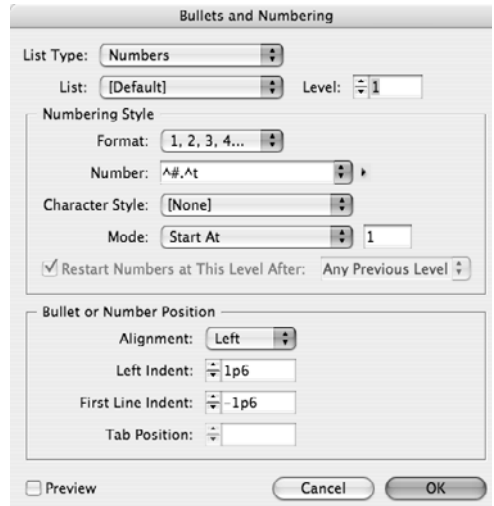 Bullets and Numbering
List Type: Numbers
List: [Default] Level: 1
Numbering Style
Format: 1, 2, 3, 4...
Number: ^#.^t
Character Style: [None]
Mode: Start At 1
Restart Numbers at This Level After: Any Previous Level
Bullet or Number Position
Alignment: Left
Left Indent: 1p6
First Line Indent: -1p6
Tab Position:
Preview Cancel OK